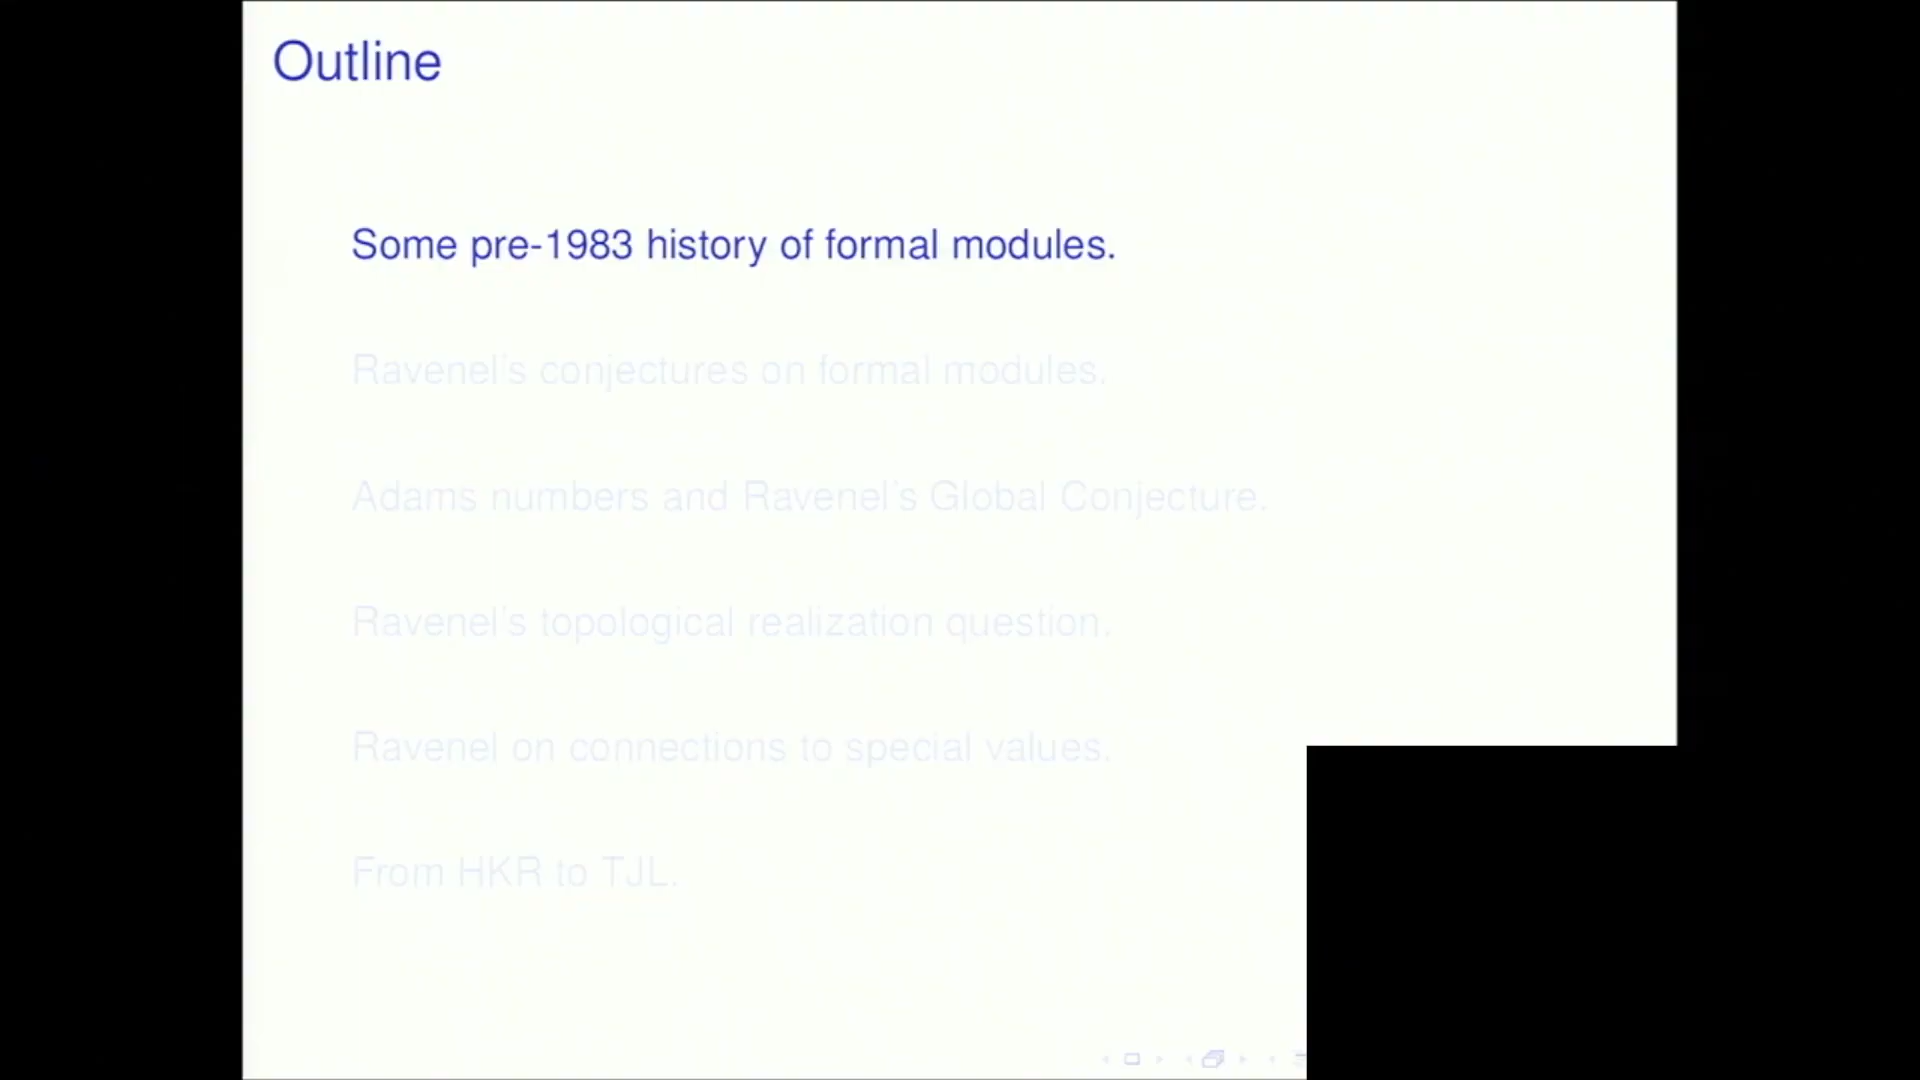 Outline
Some pre-1983 history of formal modules.
Ravenel's conjectures on formal modules.
Adams numbers and Ravenel's Global Conjecture.
Ravenel's topological realization question.
Ravenel on connections to special values.
From HKR to TJL.